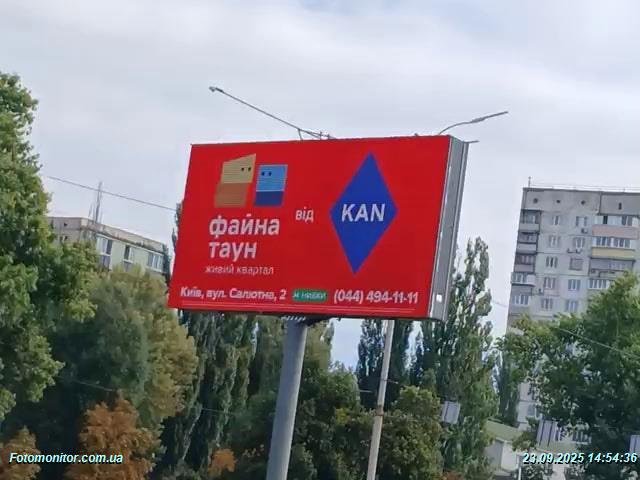 файна
таун
живий квартал
від
KAN
Київ, вул. Салютна, 2 М НИВКИ (044) 494-11-11
Fotomonitor.com.ua
23.09.2025 14:54:36